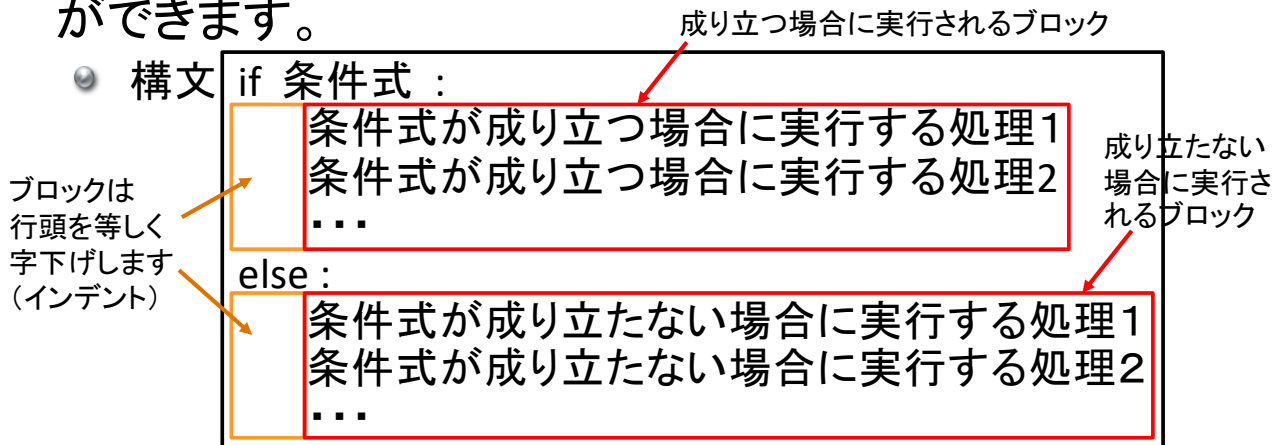 ができます。
成り立つ場合に実行されるブロック
構文 if 条件式 :
条件式が成り立つ場合に実行する処理1
条件式が成り立つ場合に実行する処理2
・・・
成り立たない
場合に実行さ
れるブロック
ブロックは
行頭を等しく
字下げします
（インデント）
else :
条件式が成り立たない場合に実行する処理1
条件式が成り立たない場合に実行する処理２
・・・